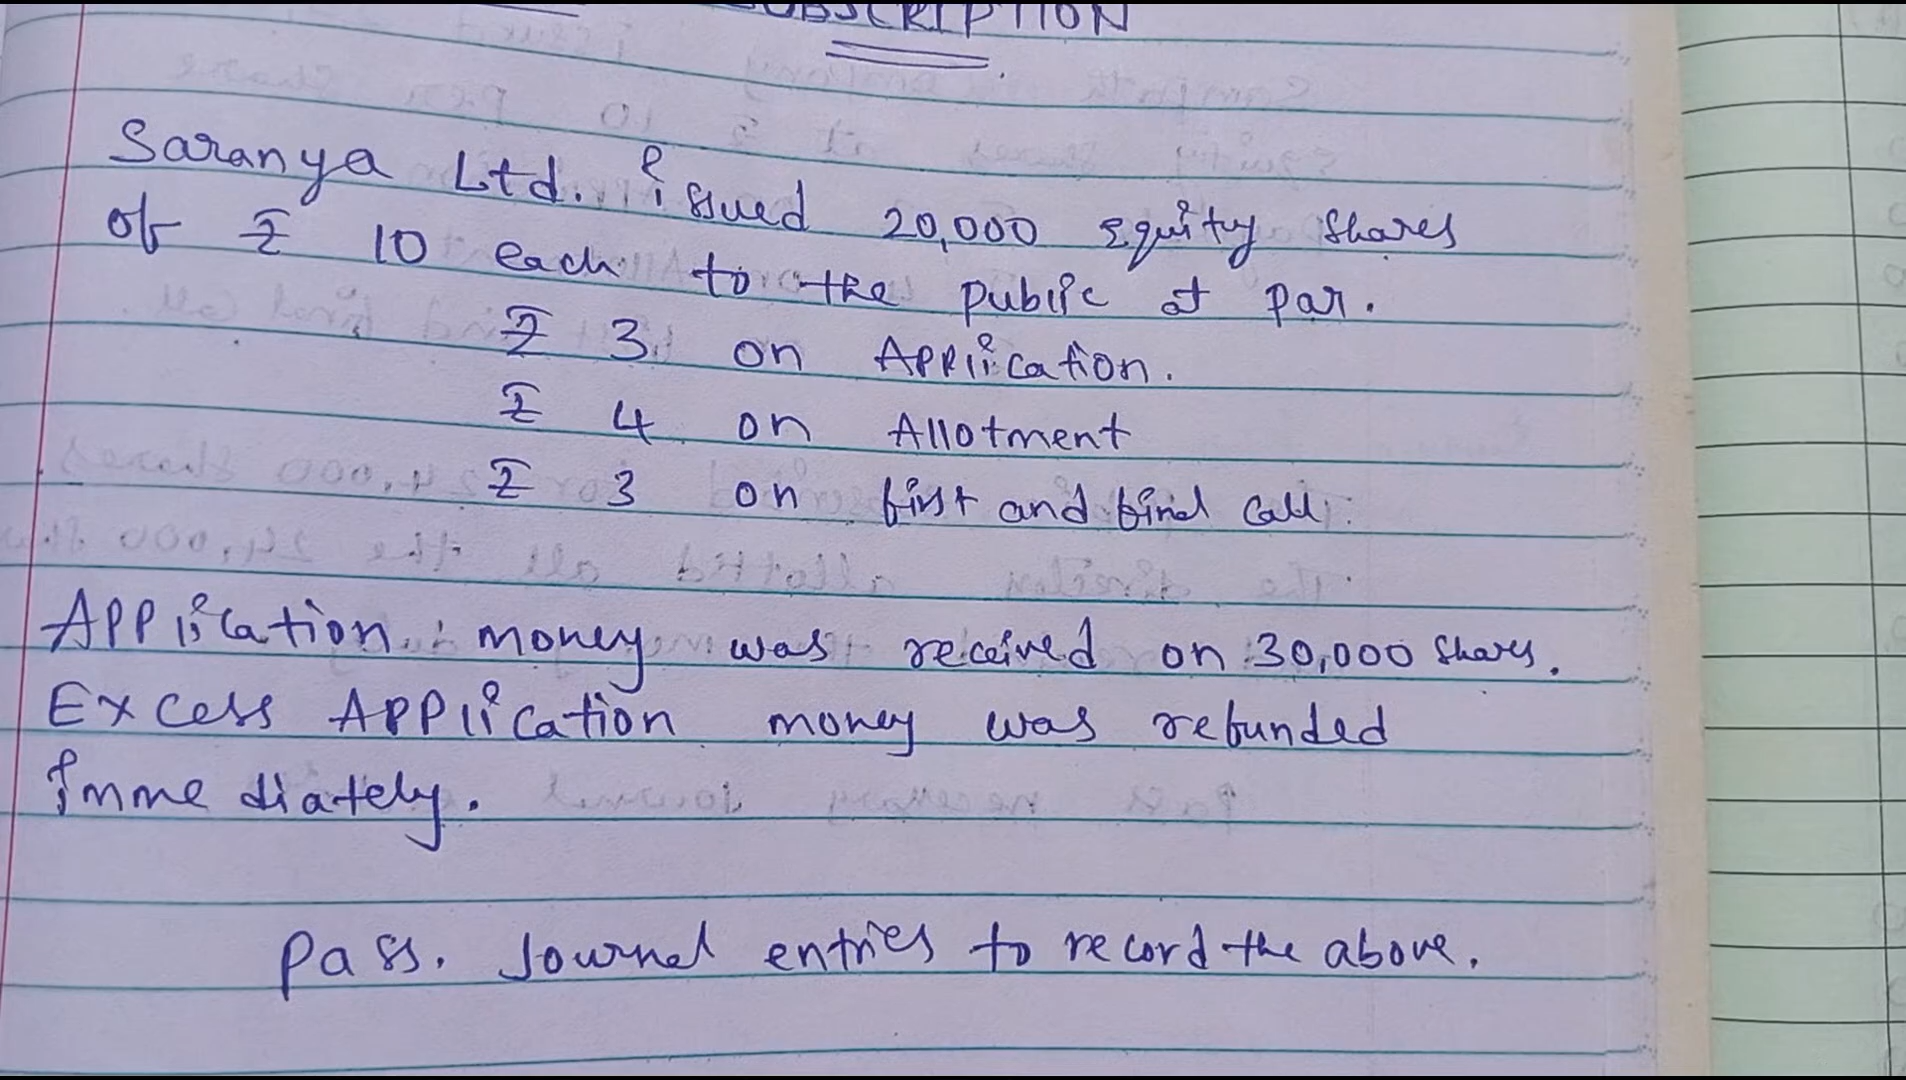 SUBSCRIPTION
Saranya Ltd. issued 20,000 Equity Shares
of ₹ 10 each to the public at par.
₹ 3 on Application.
₹ 4 on Allotment
₹ 3 on first and final call.
Application money was received on 30,000 Shares.
Excess Application money was refunded
immediately.
Pass. Journal entries to record the above.